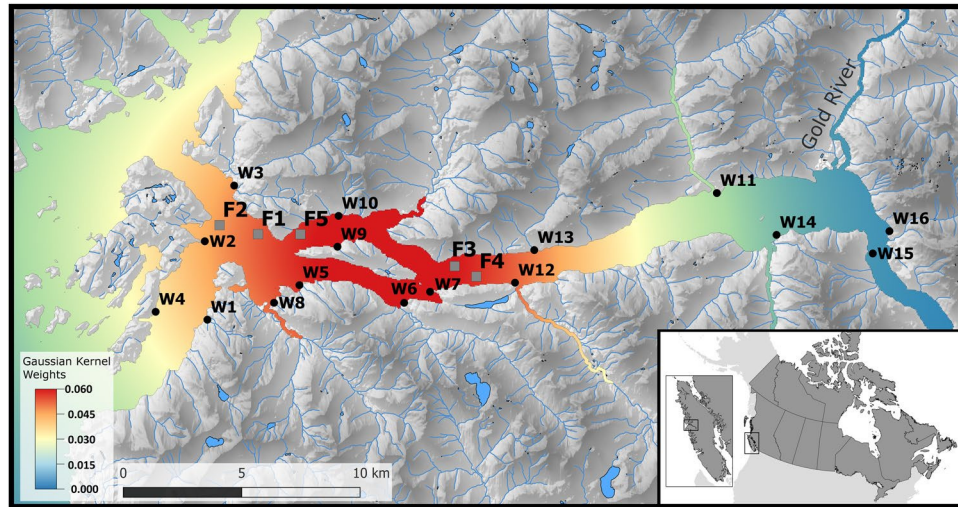 Gold River
W3
W11
W10
F2
F1
F5
W14
W16
W2
W9
W13
W15
F3
F4
W5
W12
W4
W7
W8
W6
W1
Gaussian Kernel
Weights
0.060
0.045
0.030
0.015
0.000
0 5 10 km